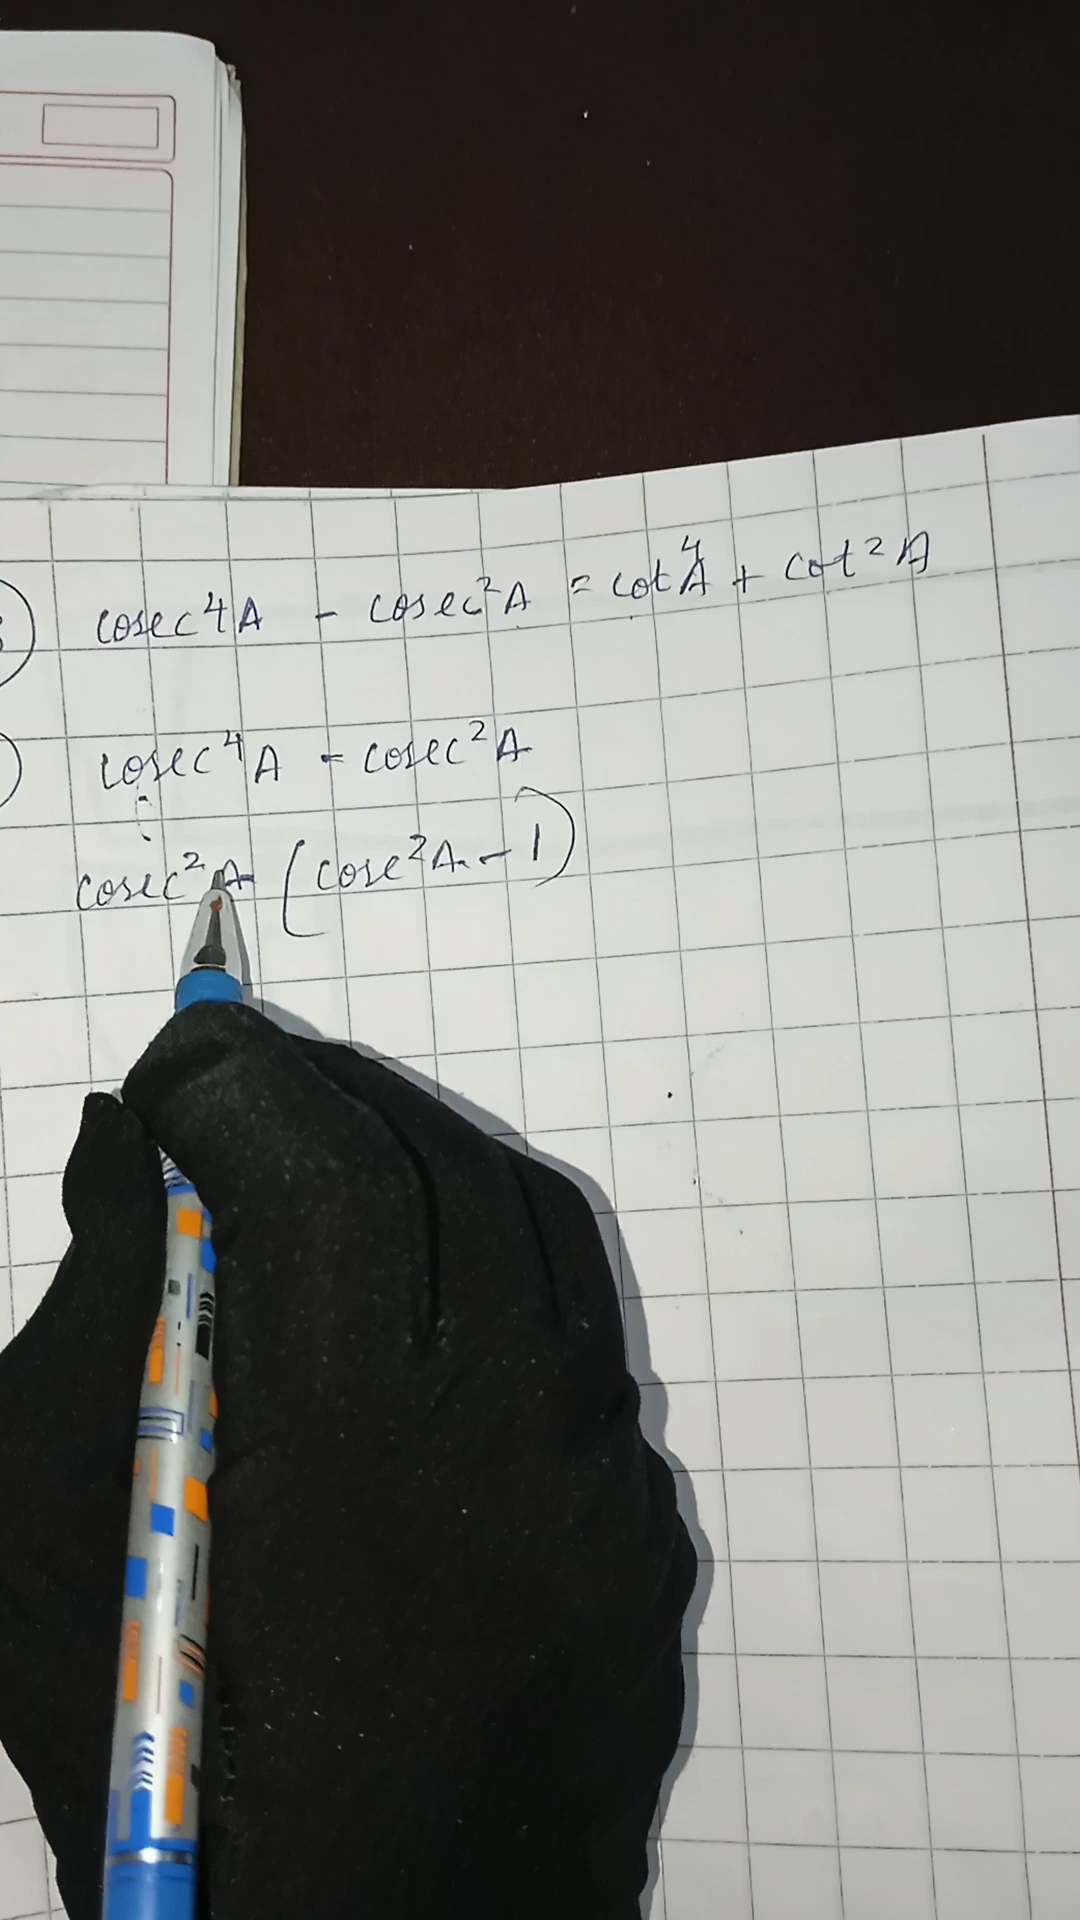 cosec⁴A - cosec²A = cot⁴A + cot²A
cosec⁴A - cosec²A
cosec²A (cose²A - 1)